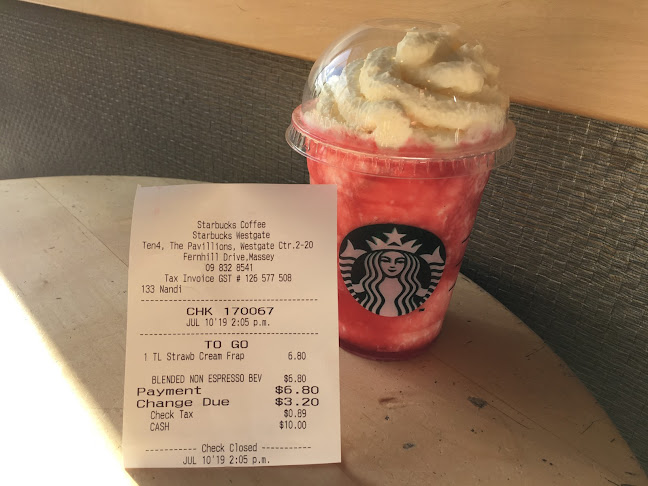 Starbucks Coffee
Starbucks Westgate
Ten4, The Pavillions, Westgate Ctr.2-20
Fernhill Drive,Massey
09 832 8541
Tax Invoice GST # 126 577 508
133 Nandi
CHK 170067
JUL 10'19 2:05 p.m.
TO GO
1 TL Strawb Cream Frap 6.80
BLENDED NON ESPRESSO BEV $6.80
Payment $6.80
Change Due $3.20
Check Tax $0.89
CASH $10.00
----------- Check Closed -----------
JUL 10'19 2:05 p.m.